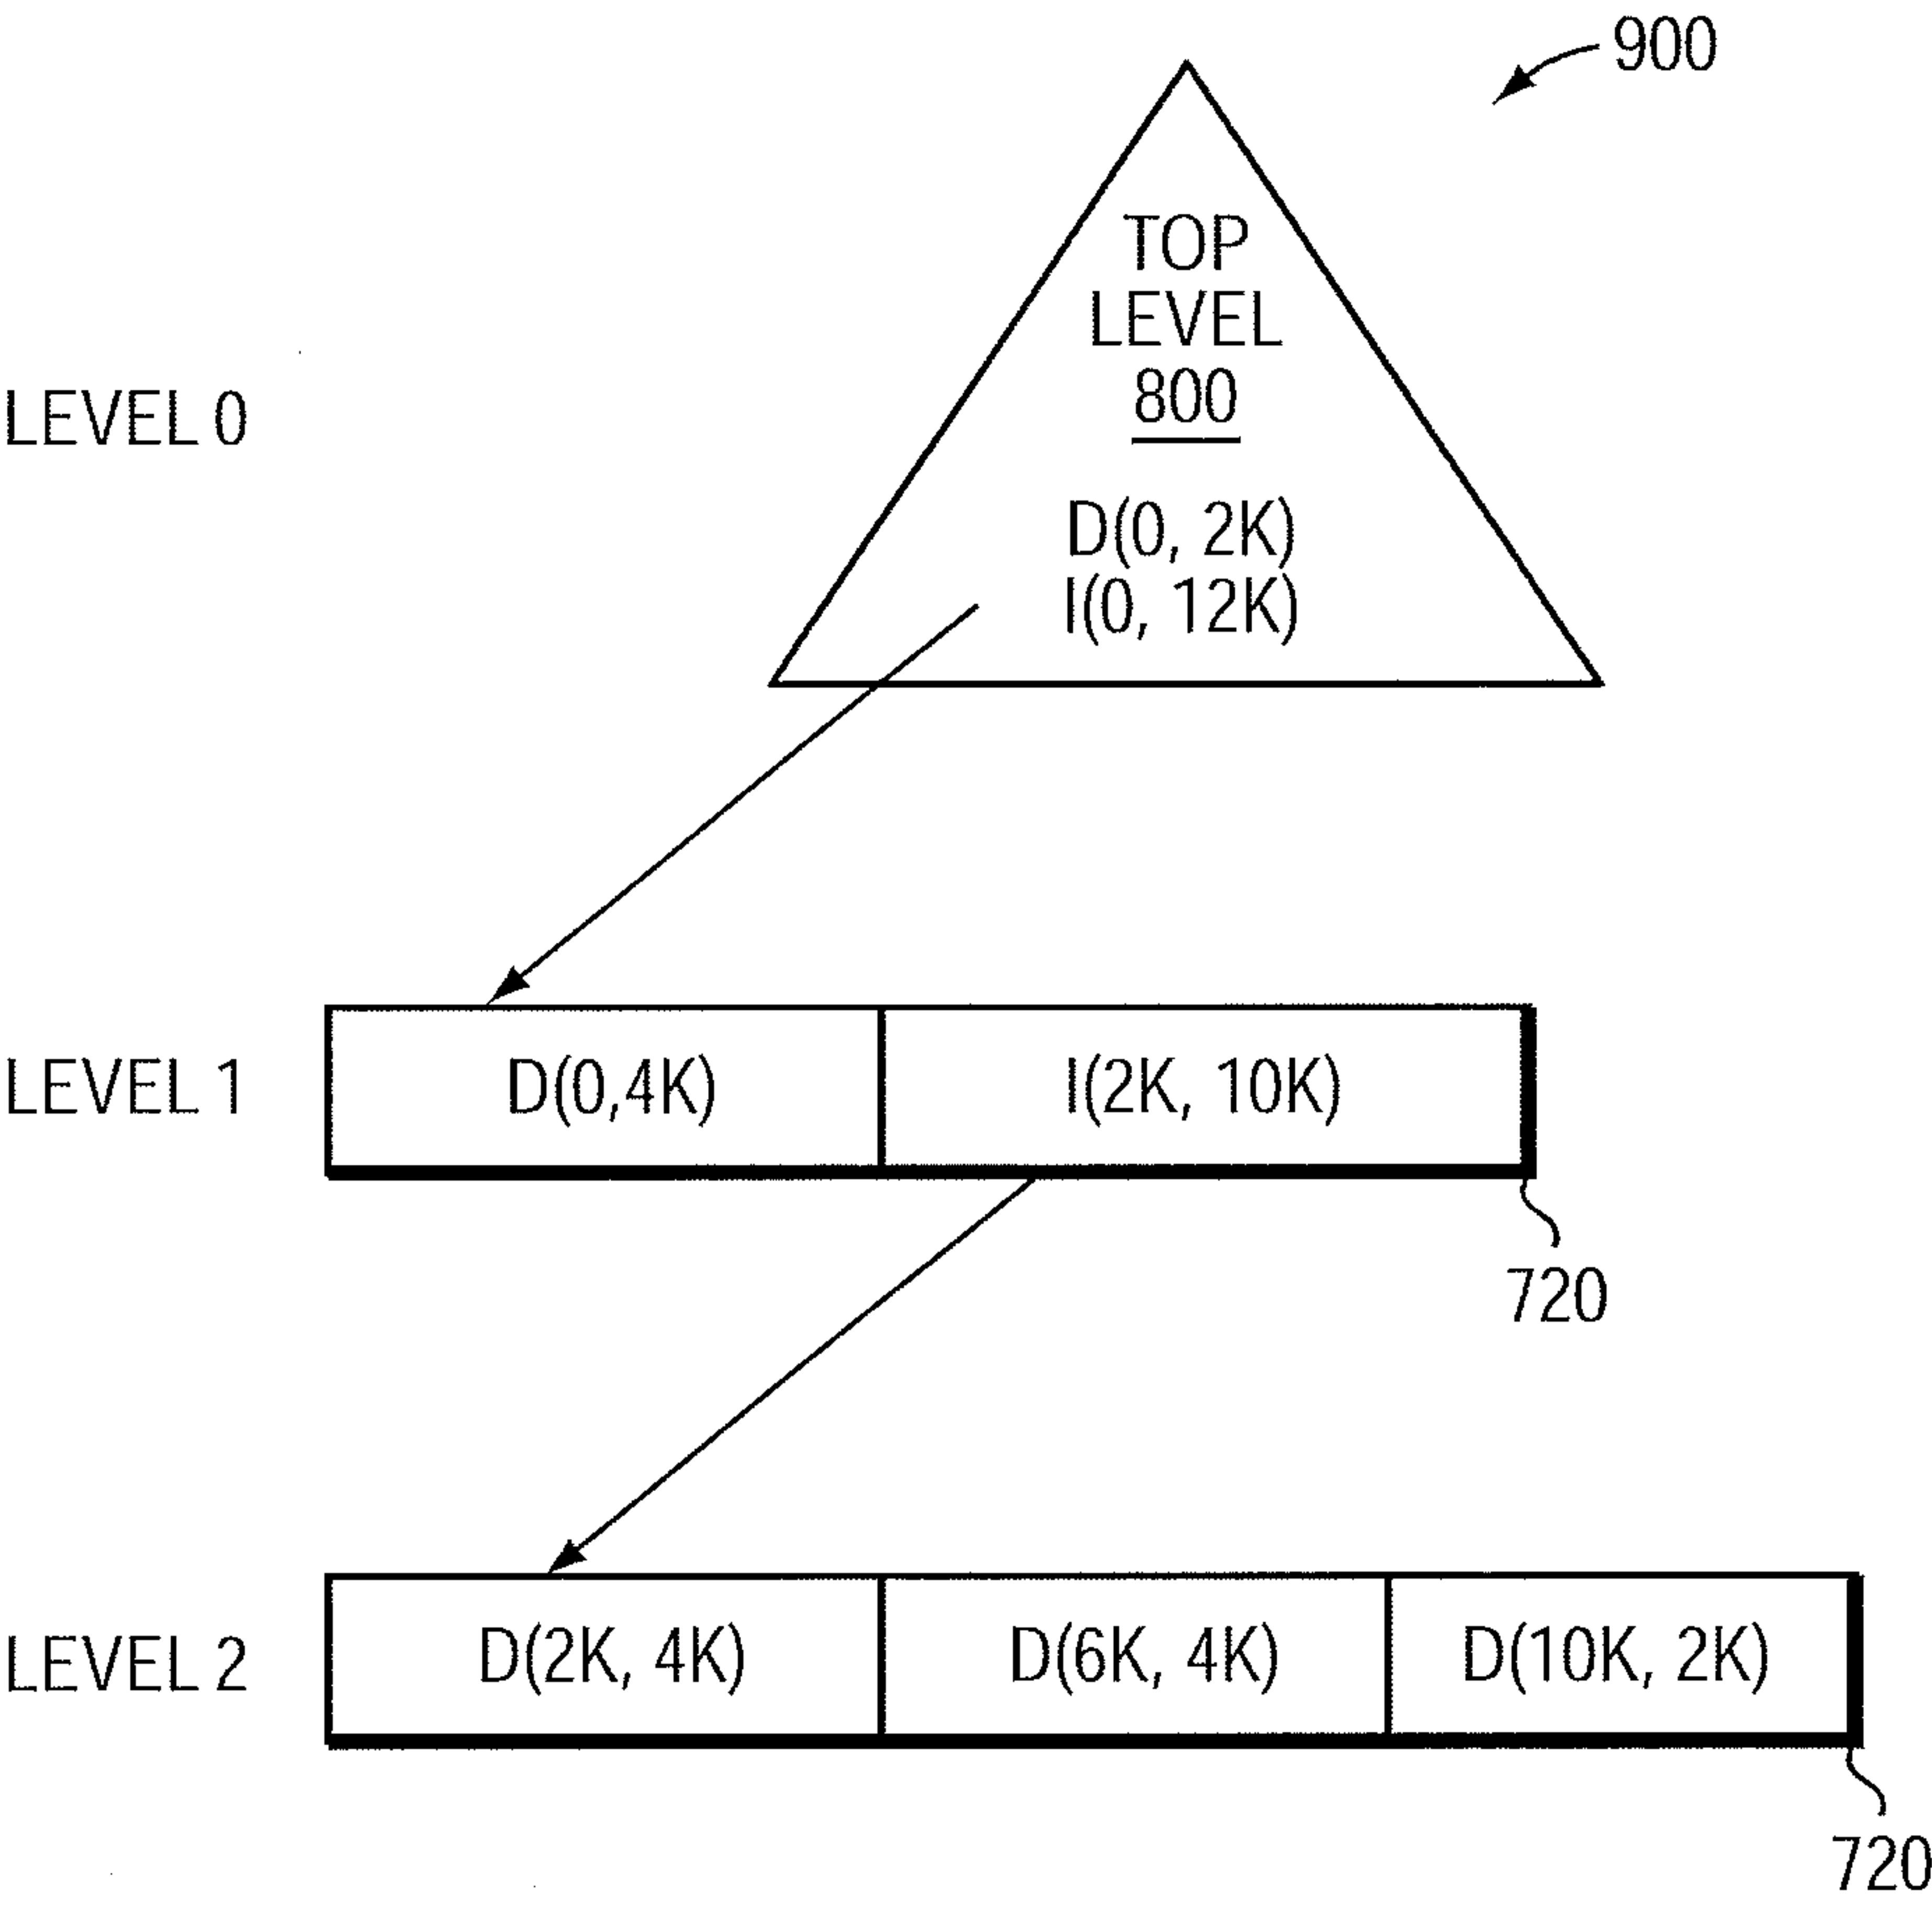 900
TOP
LEVEL
800
LEVEL 0
D(0, 2K)
I(0, 12K)
LEVEL 1
D(0,4K)
I(2K, 10K)
720
LEVEL 2
D(2K, 4K)
D(6K, 4K)
D(10K, 2K)
720